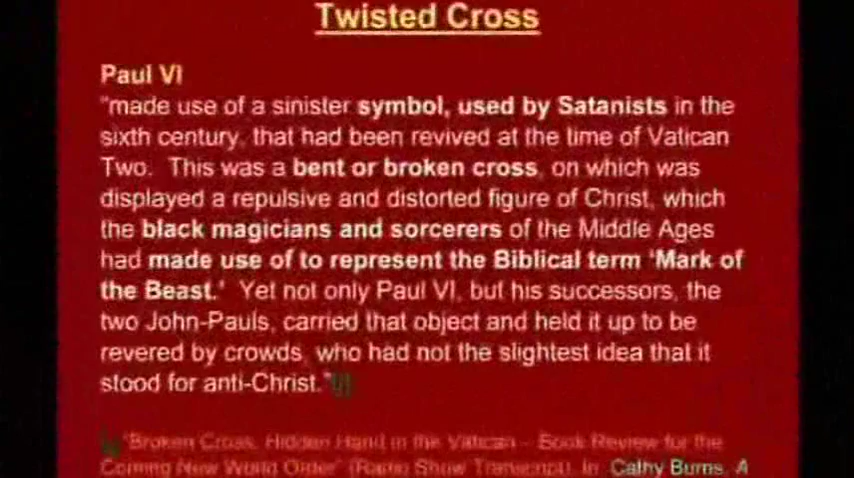 Twisted Cross
Paul VI
“made use of a sinister symbol, used by Satanists in the
sixth century, that had been revived at the time of Vatican
Two. This was a bent or broken cross, on which was
displayed a repulsive and distorted figure of Christ, which
the black magicians and sorcerers of the Middle Ages
had made use of to represent the Biblical term ‘Mark of
the Beast.’ Yet not only Paul VI, but his successors, the
two John-Pauls, carried that object and held it up to be
revered by crowds, who had not the slightest idea that it
stood for anti-Christ.”
“Broken Cross, Hidden Hand in the Vatican – Book Review for the
Coming New World Order” (Radio Show Transcript), In Cathy Burns, A